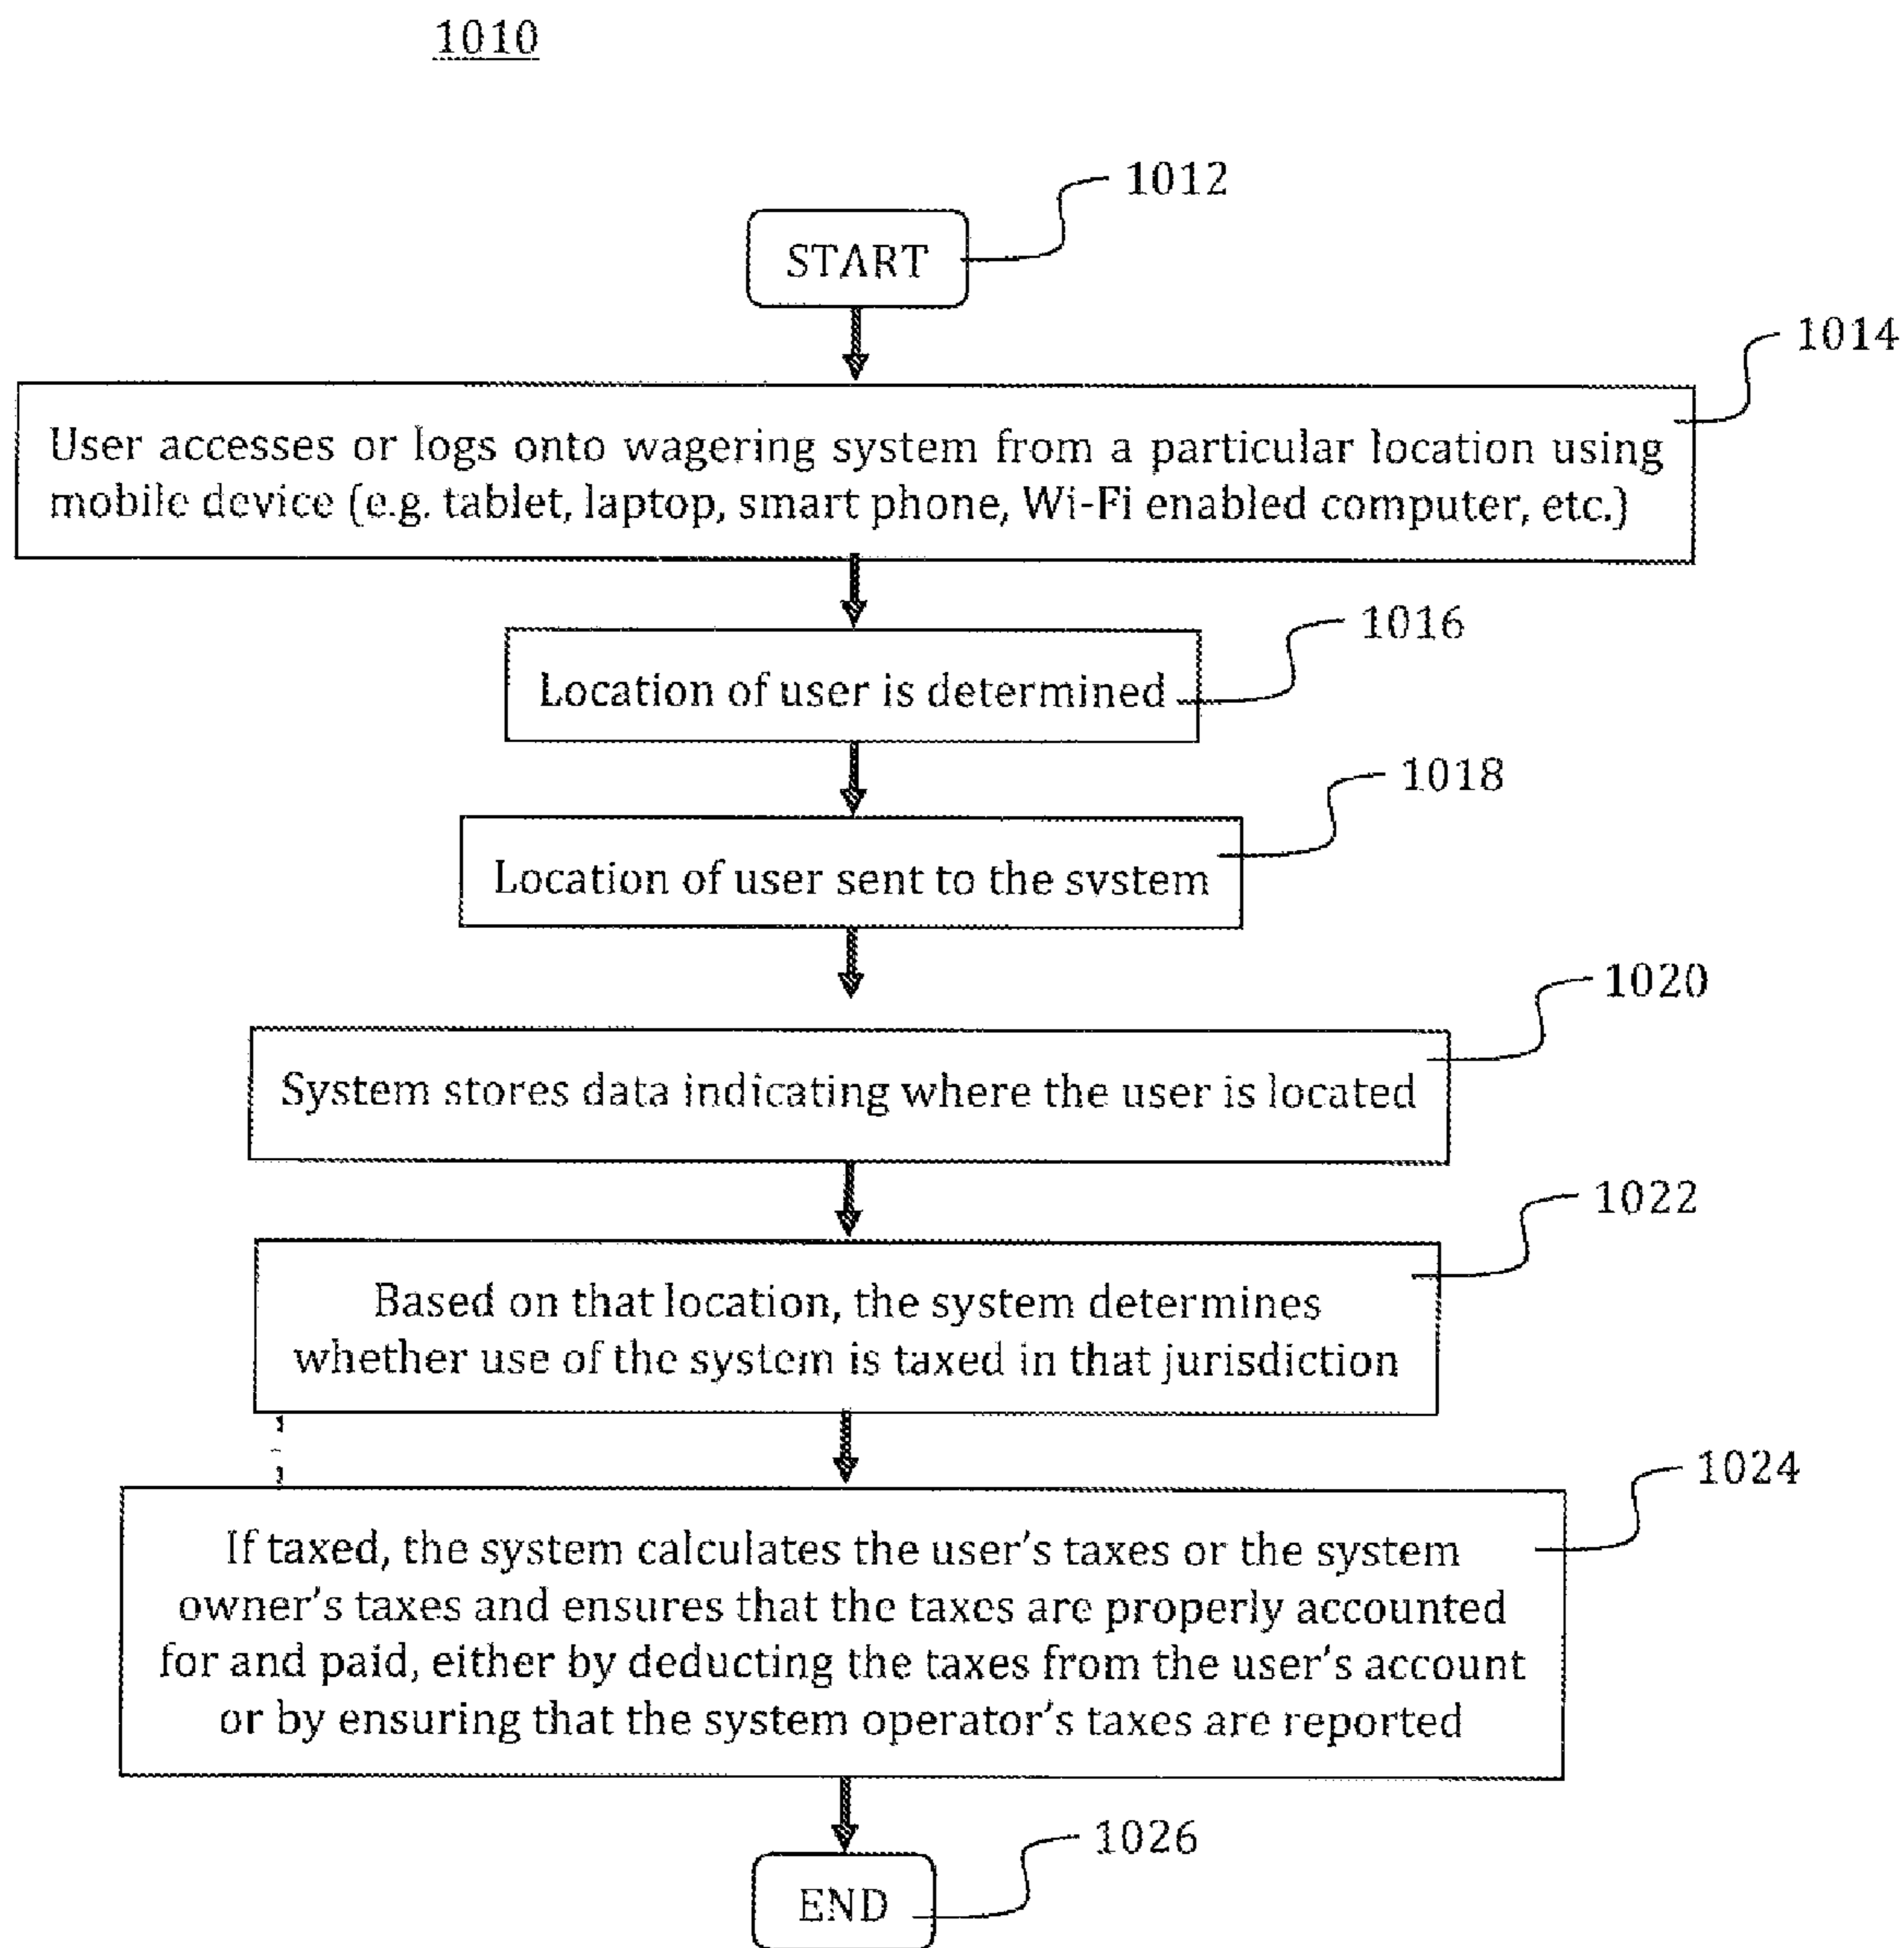 1010
1012
START
1014
User accesses or logs onto wagering system from a particular location using
mobile device (e.g. tablet, laptop, smart phone, Wi-Fi enabled computer, etc.)
1016
Location of user is determined
1018
Location of user sent to the system
1020
System stores data indicating where the user is located
1022
Based on that location, the system determines
whether use of the system is taxed in that jurisdiction
1024
If taxed, the system calculates the user's taxes or the system
owner's taxes and ensures that the taxes are properly accounted
for and paid, either by deducting the taxes from the user's account
or by ensuring that the system operator's taxes are reported
1026
END